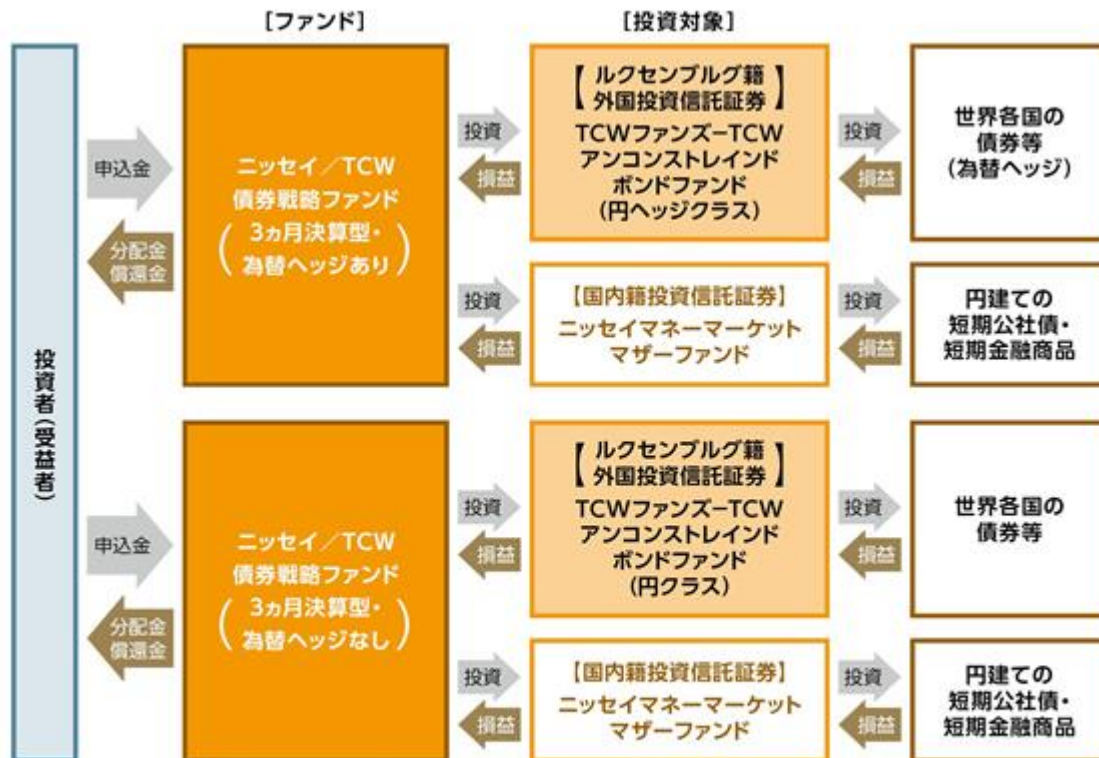 [ファンド]
[投資対象]
投資者(受益者)
申込金
分配金
償還金
ニッセイ／TCW
債券戦略ファンド
(3ヵ月決算型・
為替ヘッジあり)
投資
損益
【ルクセンブルグ籍
外国投資信託証券】
TCWファンズ−TCW
アンコンストレインド
ボンドファンド
(円ヘッジクラス)
投資
損益
世界各国の
債券等
(為替ヘッジ)
投資
損益
【国内籍投資信託証券】
ニッセイマネーマーケット
マザーファンド
投資
損益
円建ての
短期公社債・
短期金融商品
申込金
分配金
償還金
ニッセイ／TCW
債券戦略ファンド
(3ヵ月決算型・
為替ヘッジなし)
投資
損益
【ルクセンブルグ籍
外国投資信託証券】
TCWファンズ−TCW
アンコンストレインド
ボンドファンド
(円クラス)
投資
損益
世界各国の
債券等
投資
損益
【国内籍投資信託証券】
ニッセイマネーマーケット
マザーファンド
投資
損益
円建ての
短期公社債・
短期金融商品